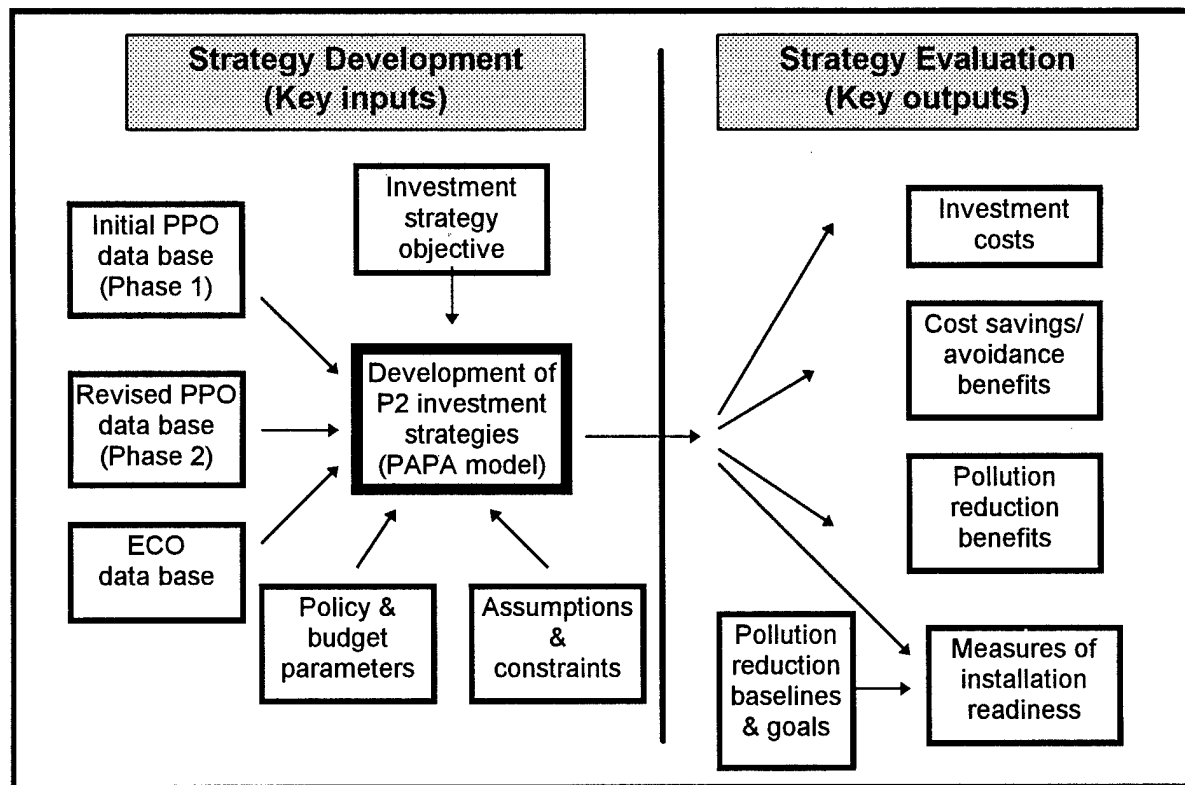 Strategy Development
(Key inputs)
Strategy Evaluation
(Key outputs)
Investment
strategy
objective
Initial PPO
data base
(Phase 1)
Revised PPO
data base
(Phase 2)
ECO
data base
Development of
P2 investment
strategies
(PAPA model)
Policy &
budget
parameters
Assumptions
&
constraints
Investment
costs
Cost savings/
avoidance
benefits
Pollution
reduction
benefits
Pollution
reduction
baselines
& goals
Measures of
installation
readiness